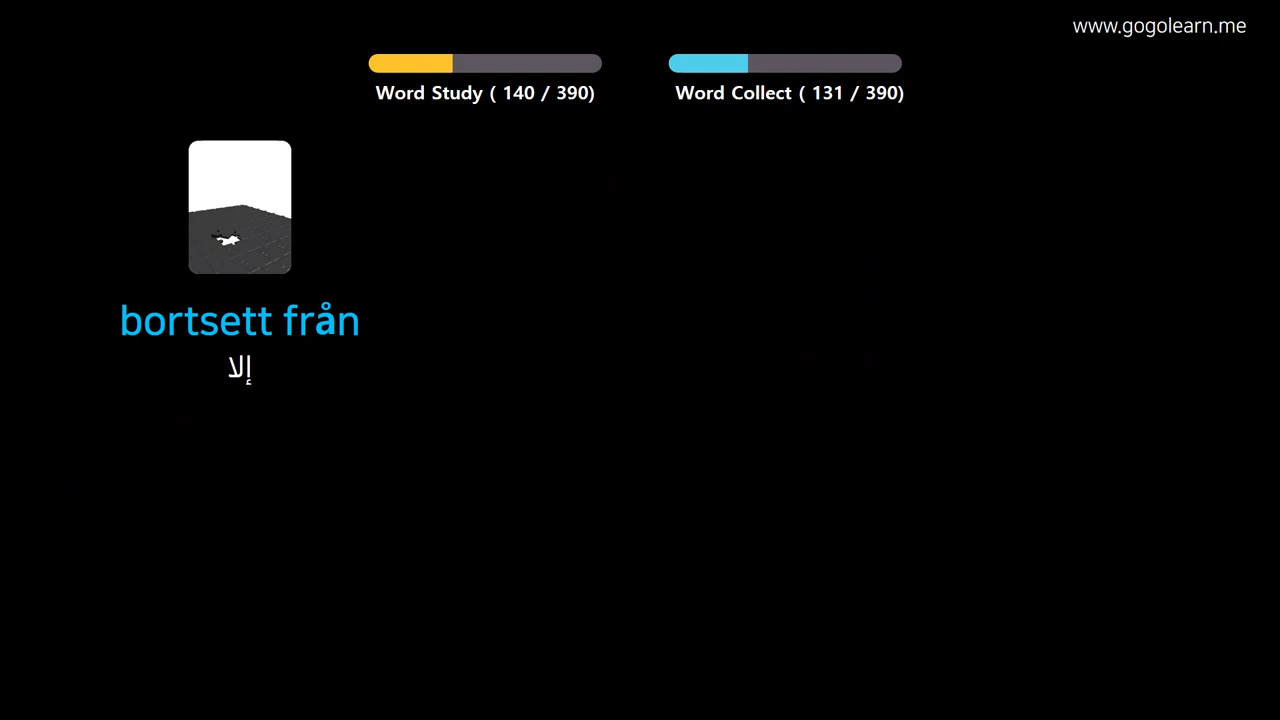 www.gogolearn.me
Word Study ( 140 / 390)
Word Collect ( 131 / 390)
bortsett från
إلا